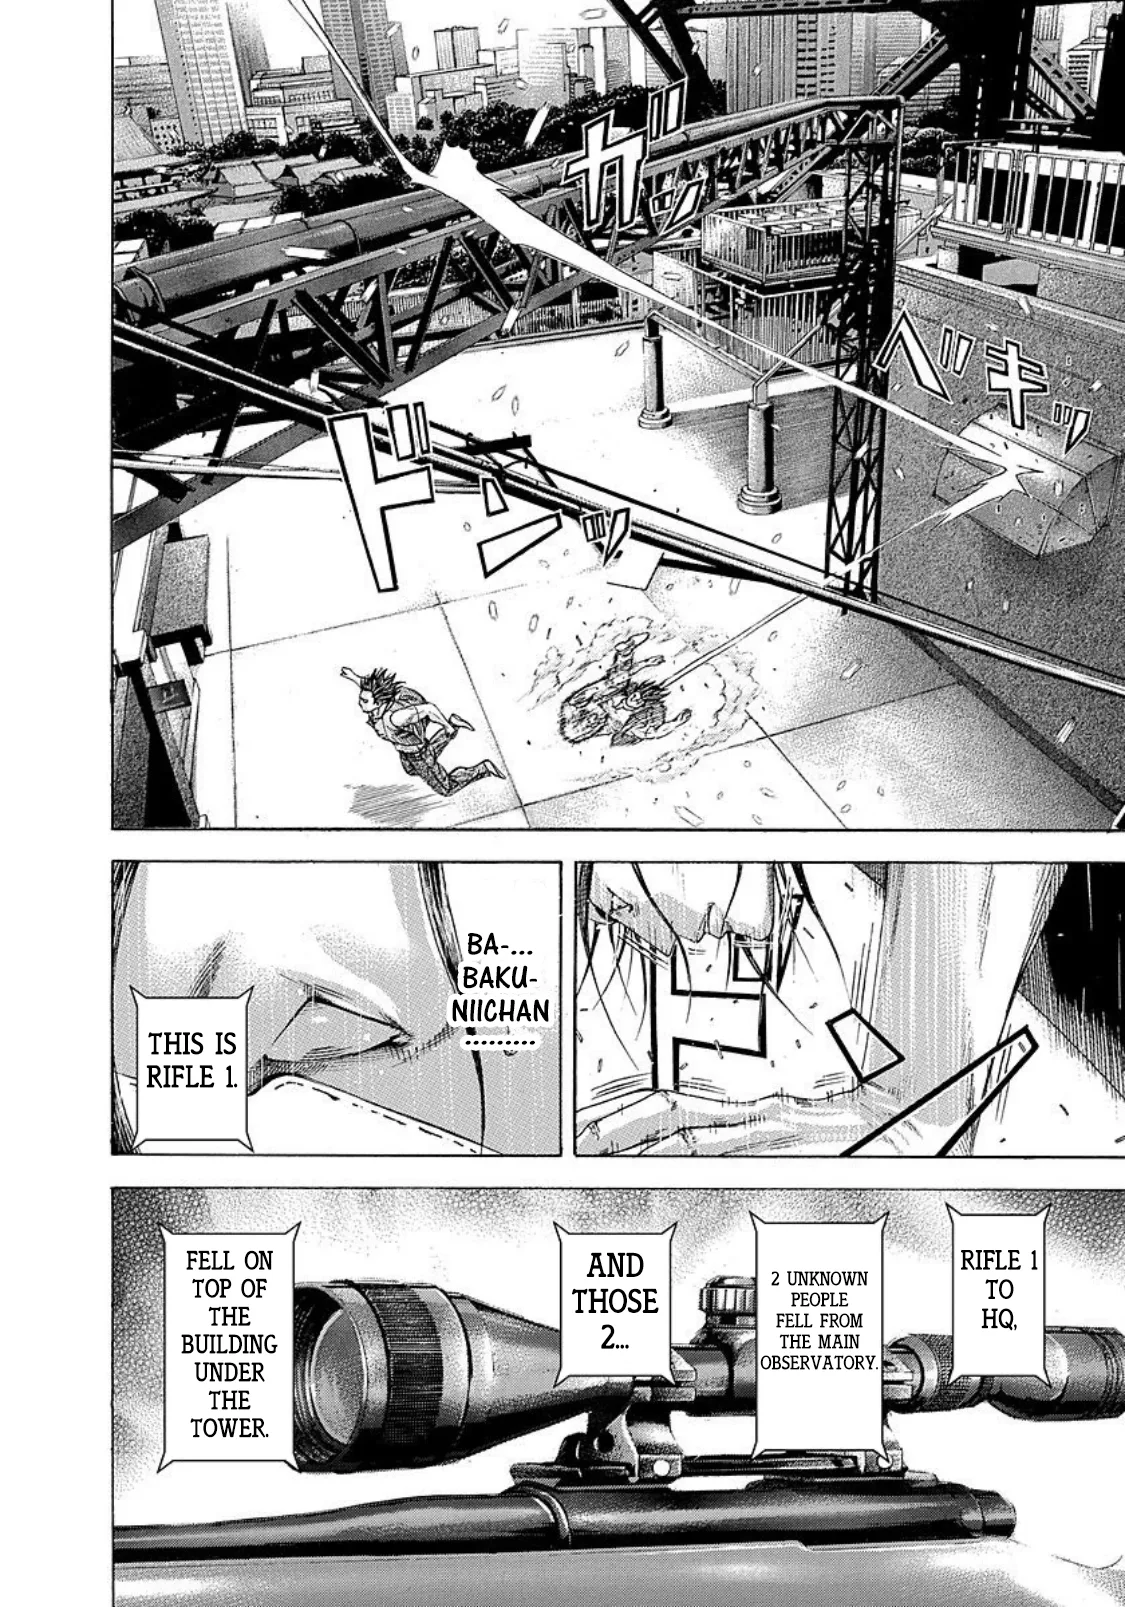 ガッ
ベキッ
ドンッ
BA-...
BAKU-
NIICHAN
.........
THIS IS
RIFLE 1.
RIFLE 1
TO
HQ,
2 UNKNOWN
PEOPLE
FELL FROM
THE MAIN
OBSERVATORY.
AND
THOSE
2...
FELL ON
TOP OF
THE
BUILDING
UNDER
THE
TOWER.